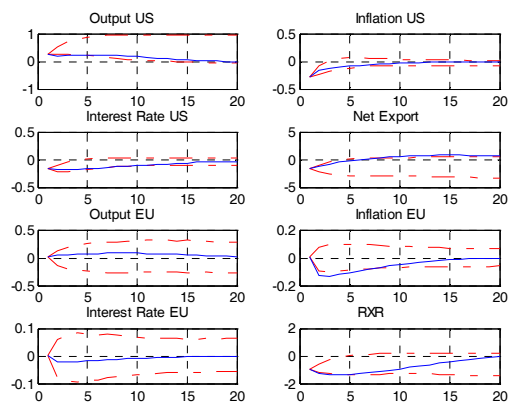 Output US
1
0
-1
0 5 10 15 20
Inflation US
0.5
0
0.5
0 5 10 15 20
Interest Rate US
0.5
0
-0.5
0 5 10 15 20
Net Export
5
0
-5
0 5 10 15 20
Output EU
0.5
0
0.5
0 5 10 15 20
Inflation EU
0.2
0
-0.2
0 5 10 15 20
Interest Rate EU
0.1
0
-0.1
0 5 10 15 20
RXR
2
0
-2
0 5 10 15 20